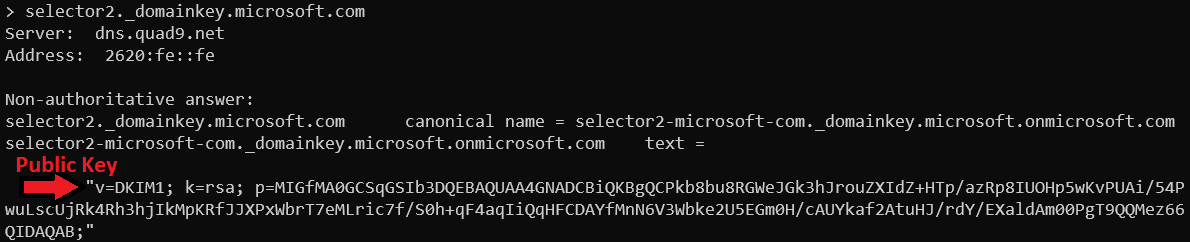 > selector2._domainkey.microsoft.com
Server:  dns.quad9.net
Address:  2620:fe::fe
Non-authoritative answer:
selector2._domainkey.microsoft.com      canonical name = selector2-microsoft-com._domainkey.microsoft.onmicrosoft.com
selector2-microsoft-com._domainkey.microsoft.onmicrosoft.com    text =
Public Key
"v=DKIM1; k=rsa; p=MIGfMA0GCSqGSIb3DQEBAQUAA4GNADCBiQKBgQCPkb8bu8RGWeJGk3hJrouZXIdZ+HTp/azRp8IUOHp5wKvPUAi/54P
wuLscUjRk4Rh3hjIkMpKRfJJXPxWbrT7eMLric7f/S0h+qF4aqIiQqHFCDAYfMnN6V3Wbke2U5EGm0H/cAUYkaf2AtuHJ/rdY/EXaldAm00PgT9QQMez66
QIDAQAB;"